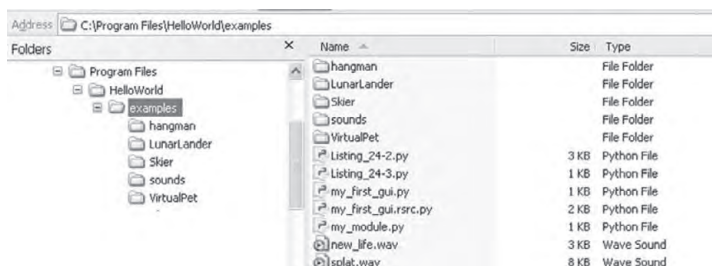 Address C:\Program Files\HelloWorld\examples
Folders
Program Files
HelloWorld
examples
hangman
LunarLander
Skier
sounds
VirtualPet
Name Size Type
hangman File Folder
LunarLander File Folder
Skier File Folder
sounds File Folder
VirtualPet File Folder
Listing_24-2.py 3 KB Python File
Listing_24-3.py 1 KB Python File
my_first_gui.py 1 KB Python File
my_first_gui.rsrc.py 2 KB Python File
my_module.py 1 KB Python File
new_life.wav 3 KB Wave Sound
splat.wav 8 KB Wave Sound